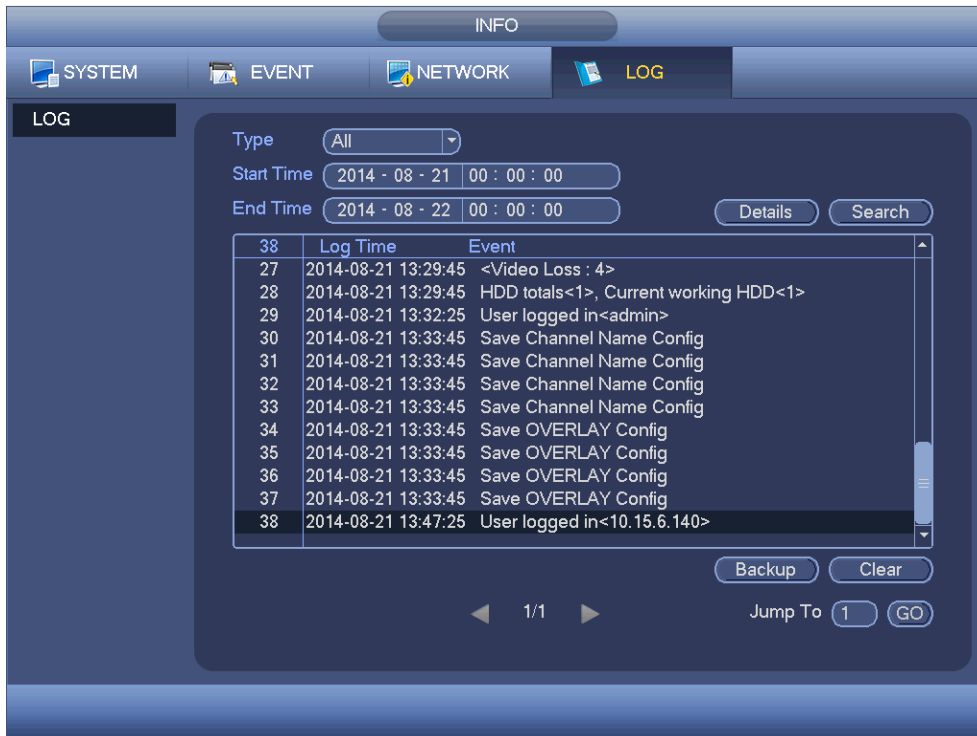 INFO
SYSTEM EVENT NETWORK LOG
LOG
Type All
Start Time 2014 - 08 - 21 00 : 00 : 00
End Time 2014 - 08 - 22 00 : 00 : 00 Details Search
38 Log Time Event
27 2014-08-21 13:29:45 <Video Loss : 4>
28 2014-08-21 13:29:45 HDD totals<1>, Current working HDD<1>
29 2014-08-21 13:32:25 User logged in<admin>
30 2014-08-21 13:33:45 Save Channel Name Config
31 2014-08-21 13:33:45 Save Channel Name Config
32 2014-08-21 13:33:45 Save Channel Name Config
33 2014-08-21 13:33:45 Save Channel Name Config
34 2014-08-21 13:33:45 Save OVERLAY Config
35 2014-08-21 13:33:45 Save OVERLAY Config
36 2014-08-21 13:33:45 Save OVERLAY Config
37 2014-08-21 13:33:45 Save OVERLAY Config
38 2014-08-21 13:47:25 User logged in<10.15.6.140>
Backup Clear
1/1 Jump To 1 GO